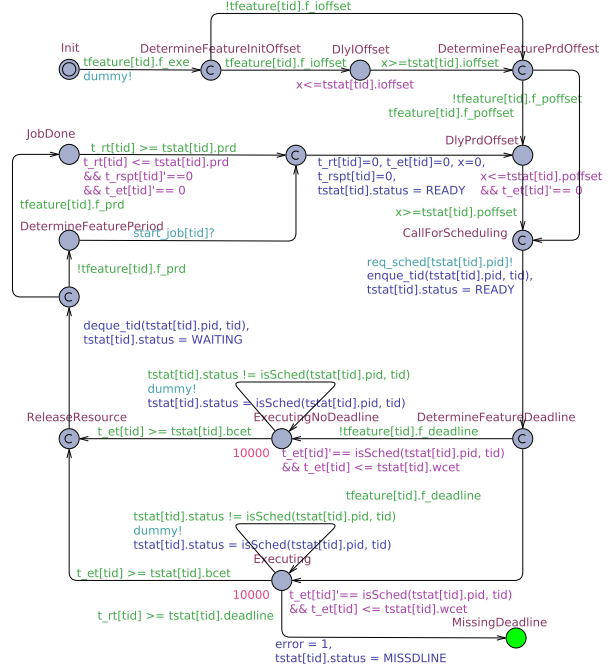 !tfeature[tid].f_ioffset
Init
DetermineFeatureInitOffset
DlyIOffset
DetermineFeaturePrdOffest
tfeature[tid].f_exe
dummy!
C
tfeature[tid].f_ioffset
x>=tstat[tid].ioffset
C
x<=tstat[tid].ioffset
!tfeature[tid].f_poffset
tfeature[tid].f_poffset
JobDone
t_rt[tid] >= tstat[tid].prd
C
DlyPrdOffset
t_rt[tid] <= tstat[tid].prd
&& t_rspt[tid]'==0
&& t_et[tid]'== 0
t_rt[tid]=0, t_et[tid]=0, x=0,
t_rspt[tid]=0,
tstat[tid].status = READY
x<=tstat[tid].poffset
&& t_et[tid]'== 0
tfeature[tid].f_prd
x>=tstat[tid].poffset
DetermineFeaturePeriod
start_job[tid]?
CallForScheduling
C
!tfeature[tid].f_prd
req_sched[tstat[tid].pid]!
enque_tid(tstat[tid].pid, tid),
tstat[tid].status = READY
C
deque_tid(tstat[tid].pid, tid),
tstat[tid].status = WAITING
tstat[tid].status != isSched(tstat[tid].pid, tid)
dummy!
tstat[tid].status = isSched(tstat[tid].pid, tid)
ReleaseResource
ExecutingNoDeadline
DetermineFeatureDeadline
C
t_et[tid] >= tstat[tid].bcet
!tfeature[tid].f_deadline
C
10000
t_et[tid]'== isSched(tstat[tid].pid, tid)
&& t_et[tid] <= tstat[tid].wcet
tfeature[tid].f_deadline
tstat[tid].status != isSched(tstat[tid].pid, tid)
dummy!
tstat[tid].status = isSched(tstat[tid].pid, tid)
Executing
t_et[tid] >= tstat[tid].bcet
10000
t_et[tid]'== isSched(tstat[tid].pid, tid)
&& t_et[tid] <= tstat[tid].wcet
t_rt[tid] >= tstat[tid].deadline
MissingDeadline
error = 1,
tstat[tid].status = MISSDLINE